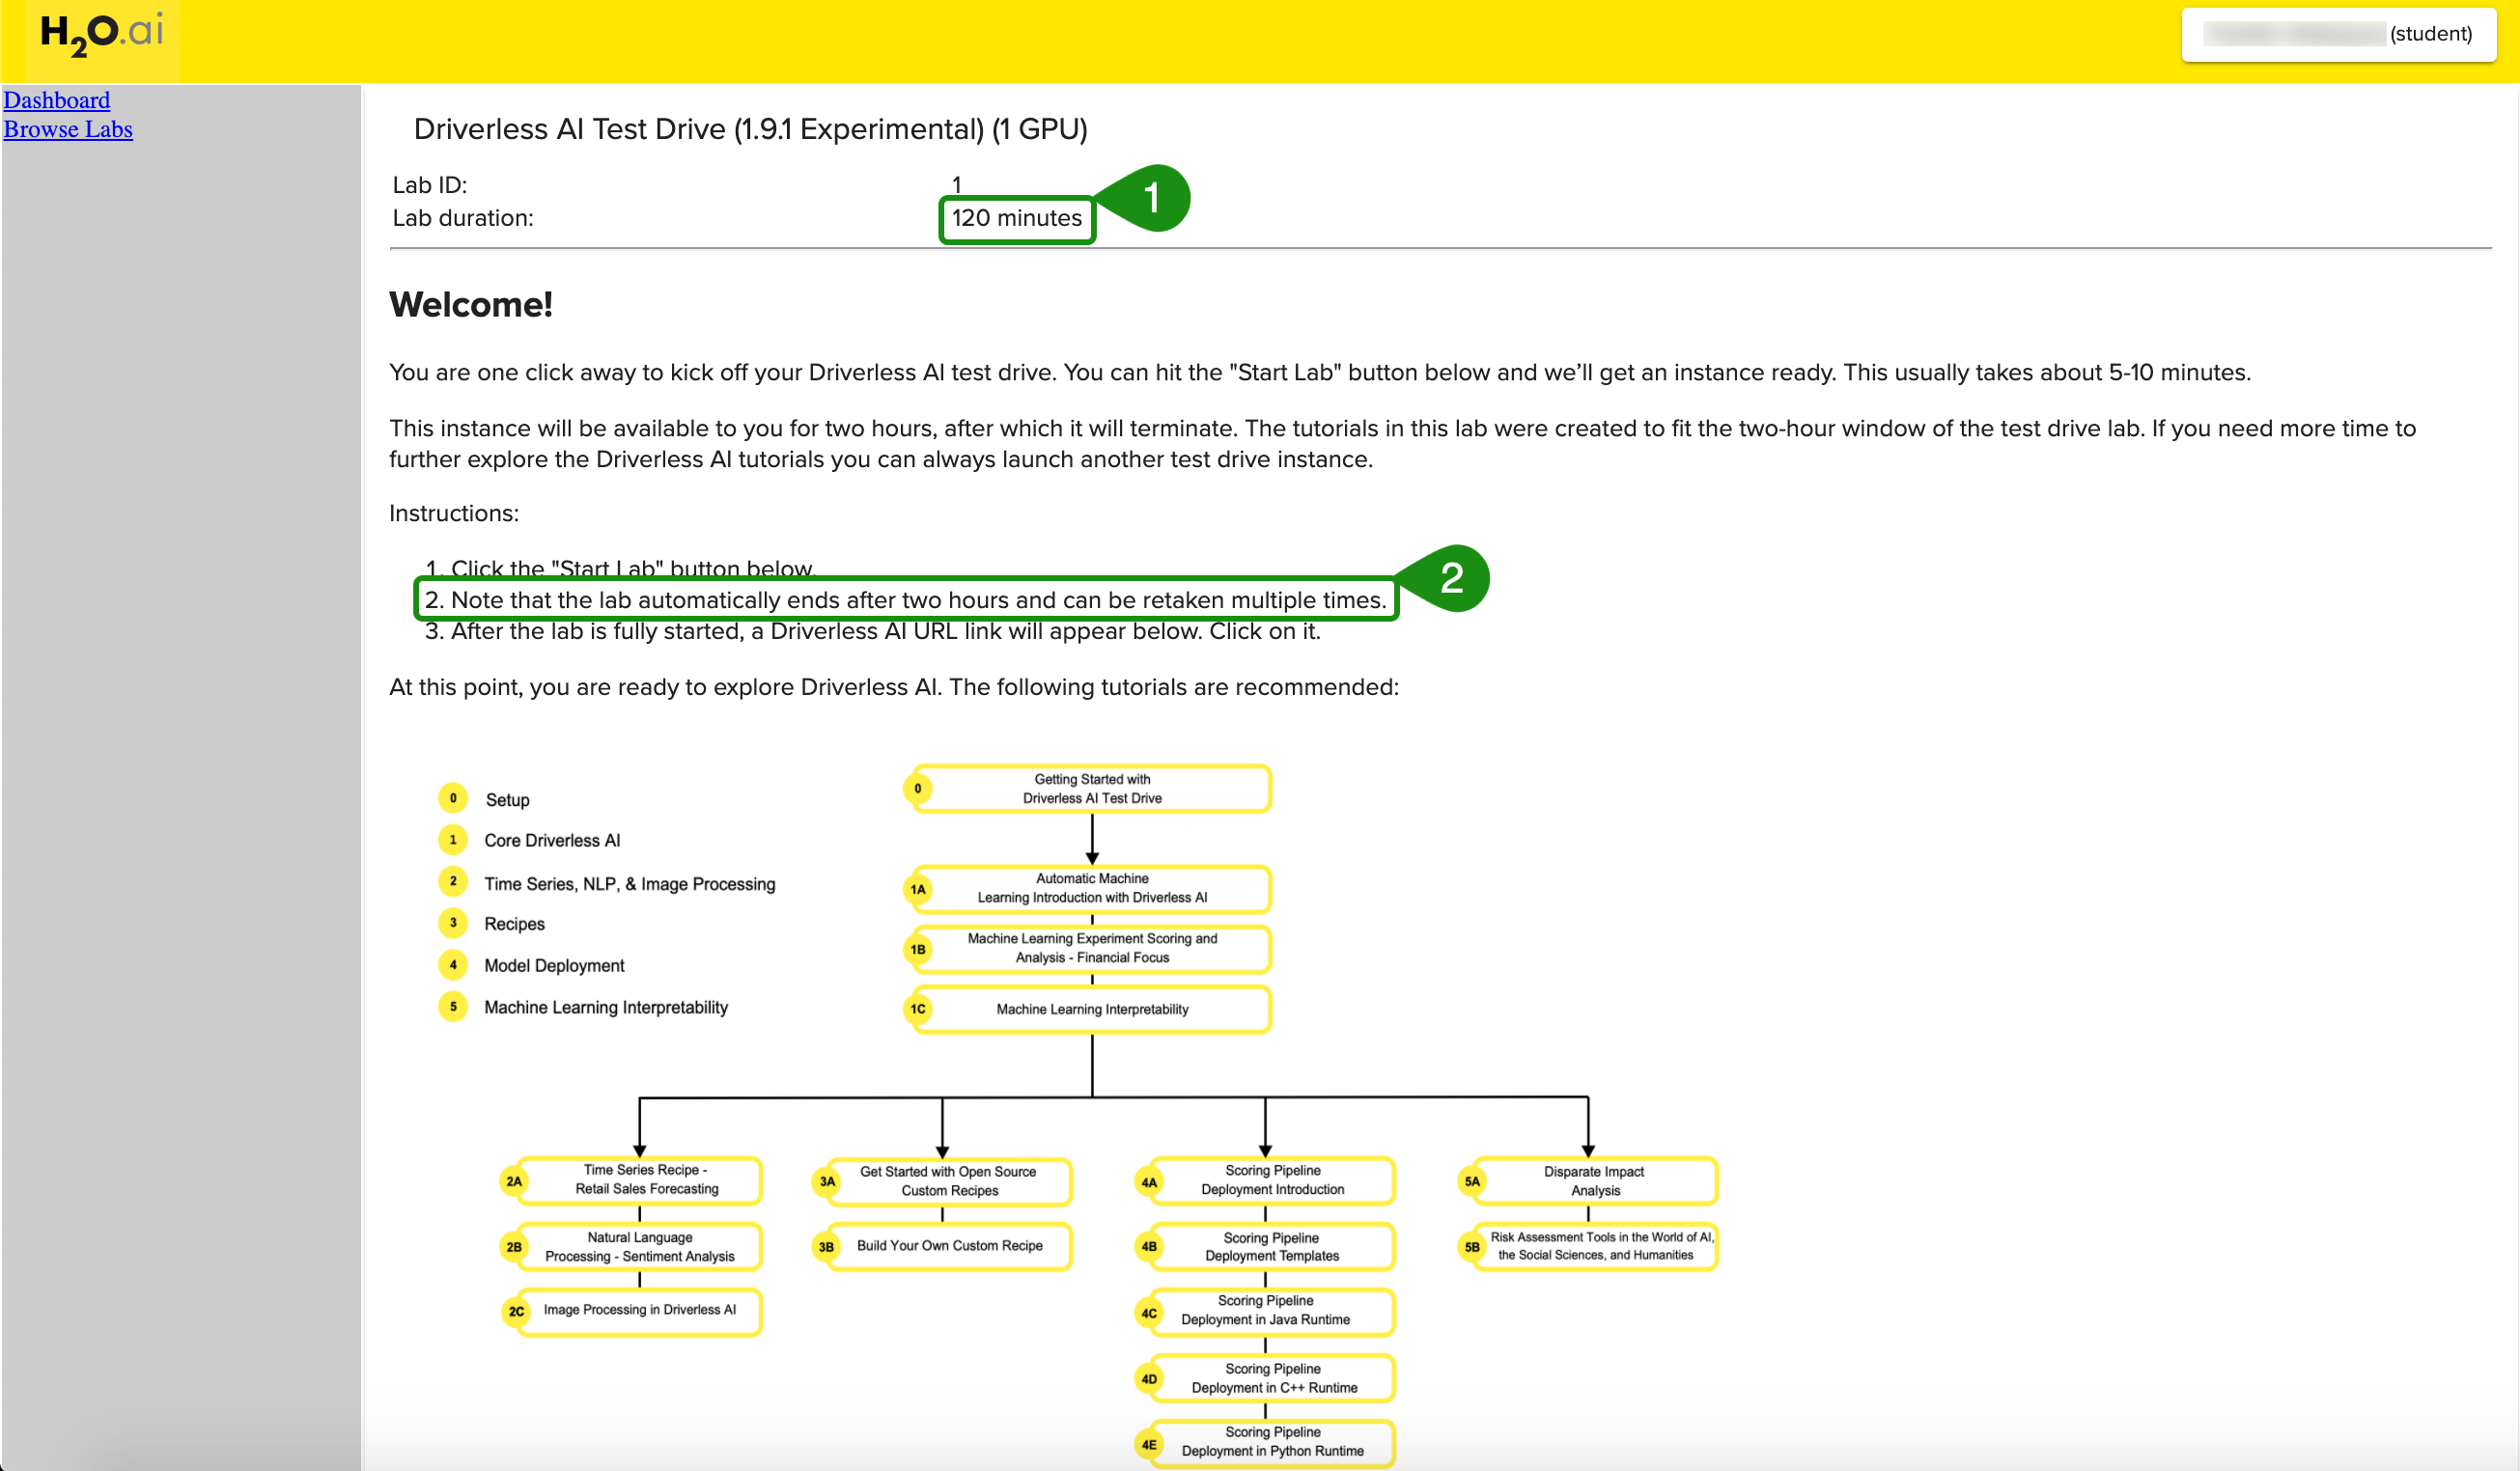 H2O.ai
(student)
Dashboard
Browse Labs
Driverless AI Test Drive (1.9.1 Experimental) (1 GPU)
Lab ID: 1
Lab duration: 120 minutes
1
Welcome!
You are one click away to kick off your Driverless AI test drive. You can hit the "Start Lab" button below and we’ll get an instance ready. This usually takes about 5-10 minutes.
This instance will be available to you for two hours, after which it will terminate. The tutorials in this lab were created to fit the two-hour window of the test drive lab. If you need more time to
further explore the Driverless AI tutorials you can always launch another test drive instance.
Instructions:
1. Click the "Start Lab" button below.
2. Note that the lab automatically ends after two hours and can be retaken multiple times.
2
3. After the lab is fully started, a Driverless AI URL link will appear below. Click on it.
At this point, you are ready to explore Driverless AI. The following tutorials are recommended:
0 Setup
1 Core Driverless AI
2 Time Series, NLP, & Image Processing
3 Recipes
4 Model Deployment
5 Machine Learning Interpretability
0
Getting Started with
Driverless AI Test Drive
1A
Automatic Machine
Learning Introduction with Driverless AI
1B
Machine Learning Experiment Scoring and
Analysis - Financial Focus
1C
Machine Learning Interpretability
2A
Time Series Recipe -
Retail Sales Forecasting
2B
Natural Language
Processing - Sentiment Analysis
2C
Image Processing in Driverless AI
3A
Get Started with Open Source
Custom Recipes
3B
Build Your Own Custom Recipe
4A
Scoring Pipeline
Deployment Introduction
4B
Scoring Pipeline
Deployment Templates
4C
Scoring Pipeline
Deployment in Java Runtime
4D
Scoring Pipeline
Deployment in C++ Runtime
4E
Scoring Pipeline
Deployment in Python Runtime
5A
Disparate Impact
Analysis
5B
Risk Assessment Tools in the World of AI,
the Social Sciences, and Humanities